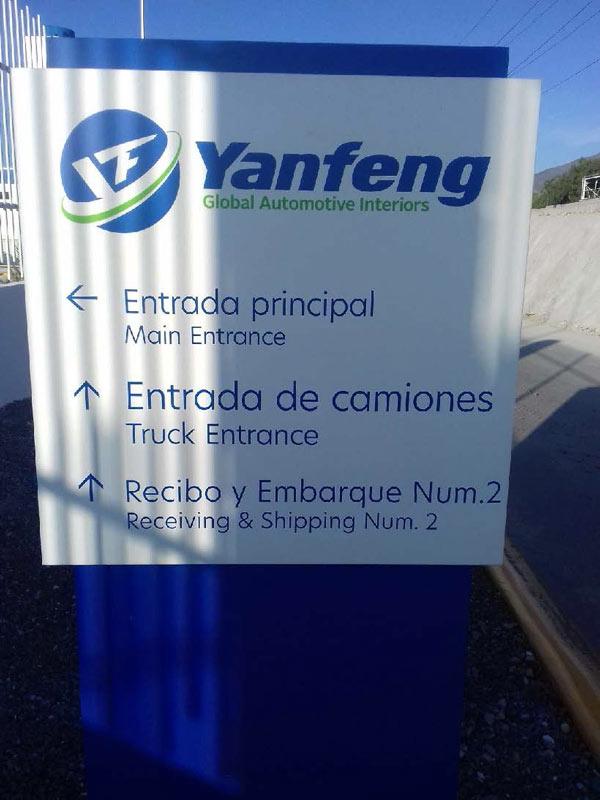 YF
Yanfeng
Global Automotive Interiors
← Entrada principal
Main Entrance
↑ Entrada de camiones
Truck Entrance
↑ Recibo y Embarque Num.2
Receiving & Shipping Num. 2